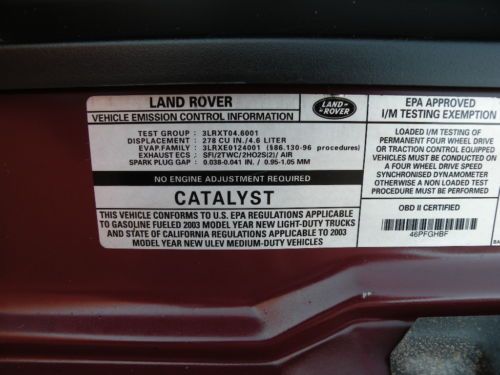 LAND ROVER
VEHICLE EMISSION CONTROL INFORMATION
LAND-
-ROVER
TEST GROUP : 3LRXT04.6001
DISPLACEMENT : 278 CU IN./4.6 LITER
EVAP.FAMILY : 3LRXE0124001 (§86.130-96 procedures)
EXHAUST ECS : SFI/2TWC/2HO2S(2)/ AIR
SPARK PLUG GAP : 0.038-0.041 IN. / 0.95-1.05 MM
NO ENGINE ADJUSTMENT REQUIRED
CATALYST
THIS VEHICLE CONFORMS TO U.S. EPA REGULATIONS APPLICABLE
TO GASOLINE FUELED 2003 MODEL YEAR NEW LIGHT-DUTY TRUCKS
AND STATE OF CALIFORNIA REGULATIONS APPLICABLE TO 2003
MODEL YEAR NEW ULEV MEDIUM-DUTY VEHICLES
EPA APPROVED
I/M TESTING EXEMPTION
LOADED I/M TESTING OF
PERMANENT FOUR WHEEL DRIVE
OR TRACTION CONTROL EQUIPPED
VEHICLES MUST BE CONDUCTED ON
A FOUR WHEEL DRIVE SPEED
SYNCHRONISED DYNAMOMETER
OTHERWISE A NO LOAD TEST
PROCEDURE MUST BE PERFORMED
OBD II CERTIFIED
46PFGHBF